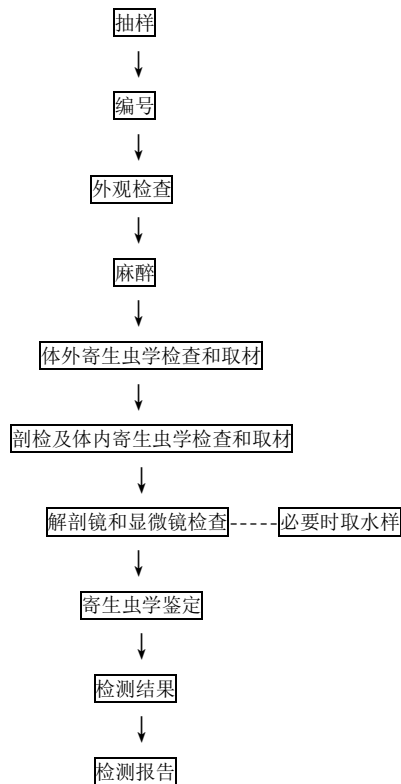 抽样
编号
外观检查
麻醉
体外寄生虫学检查和取材
剖检及体内寄生虫学检查和取材
解剖镜和显微镜检查-----必要时取水样
寄生虫学鉴定
检测结果
检测报告